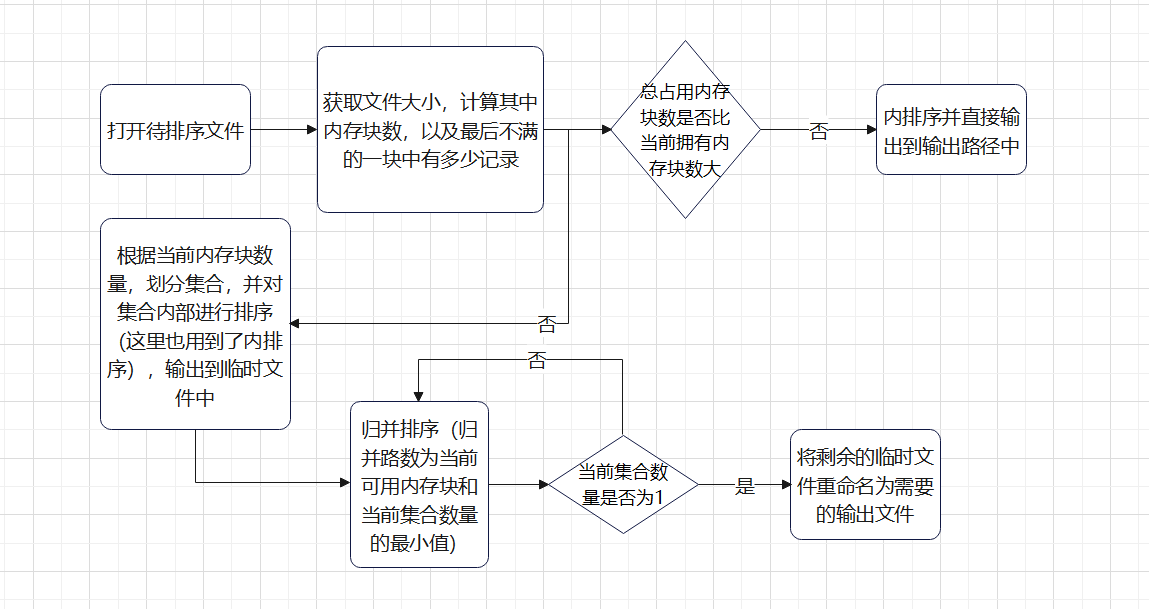 打开待排序文件
获取文件大小，计算其中
内存块数，以及最后不满
的一块中有多少记录
总占用内存
块数是否比
当前拥有内
存块数大
否
内排序并直接输
出到输出路径中
根据当前内存块数
量，划分集合，并对
集合内部进行排序
（这里也用到了内排
序），输出到临时文
件中
否
否
归并排序（归
并路数为当前
可用内存块和
当前集合数量
的最小值）
当前集合数
量是否为1
是
将剩余的临时文
件重命名为需要
的输出文件